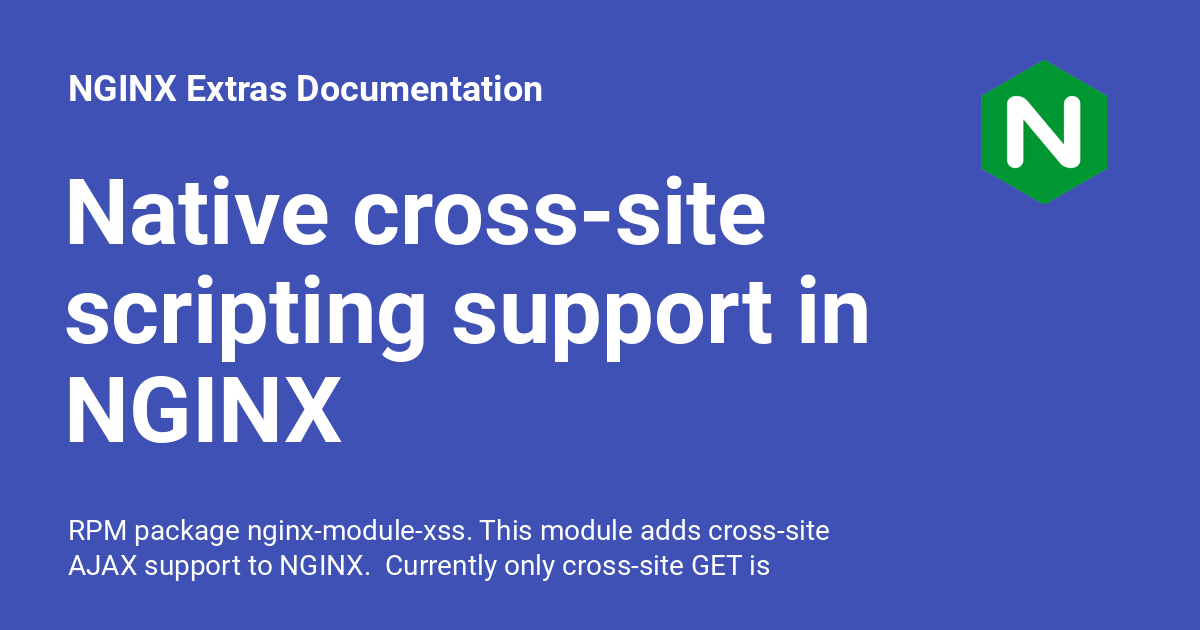 NGINX Extras Documentation
N
Native cross-site
scripting support in
NGINX
RPM package nginx-module-xss. This module adds cross-site
AJAX support to NGINX.  Currently only cross-site GET is